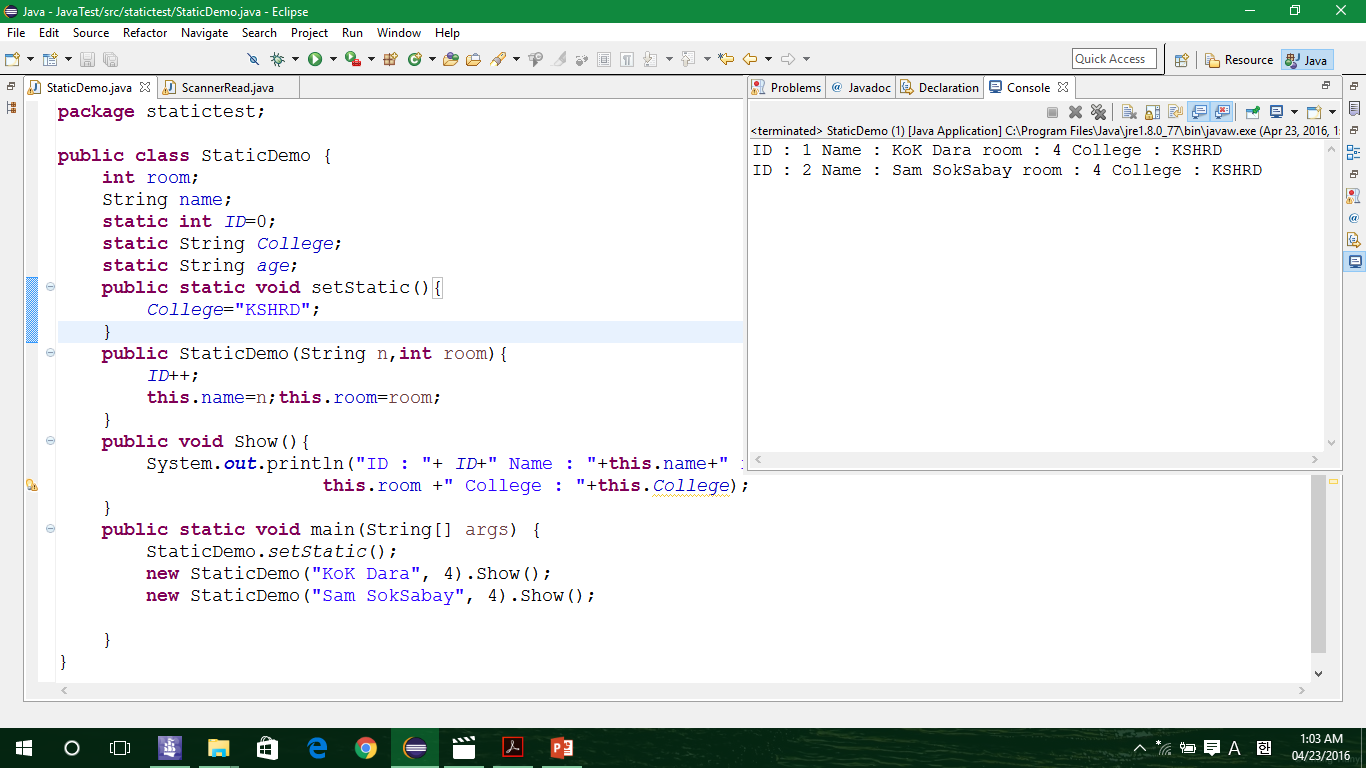 Java - JavaTest/src/statictest/StaticDemo.java - Eclipse
File Edit Source Refactor Navigate Search Project Run Window Help
Quick Access Resource Java
StaticDemo.java ScannerRead.java
package statictest;
public class StaticDemo {
int room;
String name;
static int ID=0;
static String College;
static String age;
public static void setStatic(){
College="KSHRD";
}
public StaticDemo(String n,int room){
ID++;
this.name=n;this.room=room;
}
public void Show(){
System.out.println("ID : "+ ID+" Name : "+this.name+"
this.room +" College : "+this.College);
}
public static void main(String[] args) {
StaticDemo.setStatic();
new StaticDemo("KoK Dara", 4).Show();
new StaticDemo("Sam SokSabay", 4).Show();
}
}
Problems @ Javadoc Declaration Console
<terminated> StaticDemo (1) [Java Application] C:\Program Files\Java\jre1.8.0_77\bin\javaw.exe (Apr 23, 2016, 1:
ID : 1 Name : KoK Dara room : 4 College : KSHRD
ID : 2 Name : Sam SokSabay room : 4 College : KSHRD
A 한 1:03 AM
04/23/2016